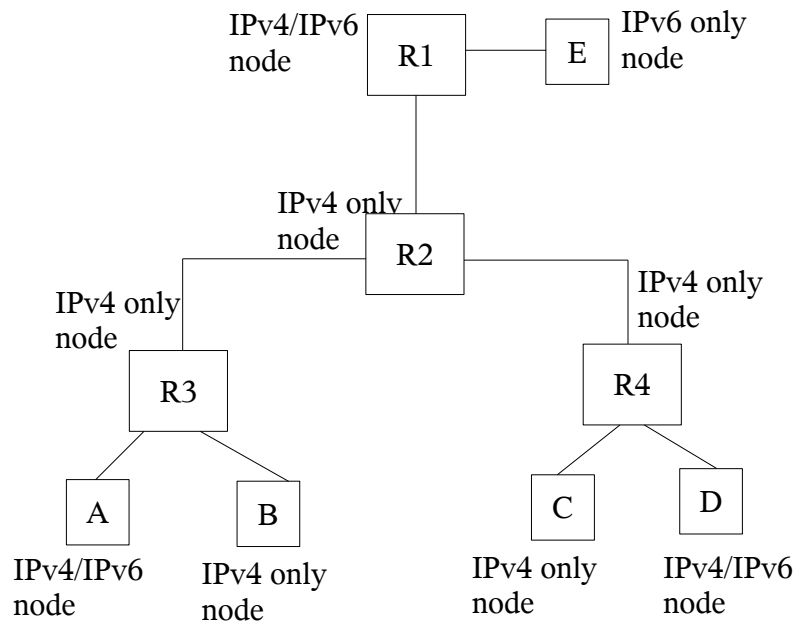 IPv4/IPv6
node
R1
E
IPv6 only
node
IPv4 only
node
R2
IPv4 only
node
IPv4 only
node
R3
R4
A
B
C
D
IPv4/IPv6
node
IPv4 only
node
IPv4 only
node
IPv4/IPv6
node